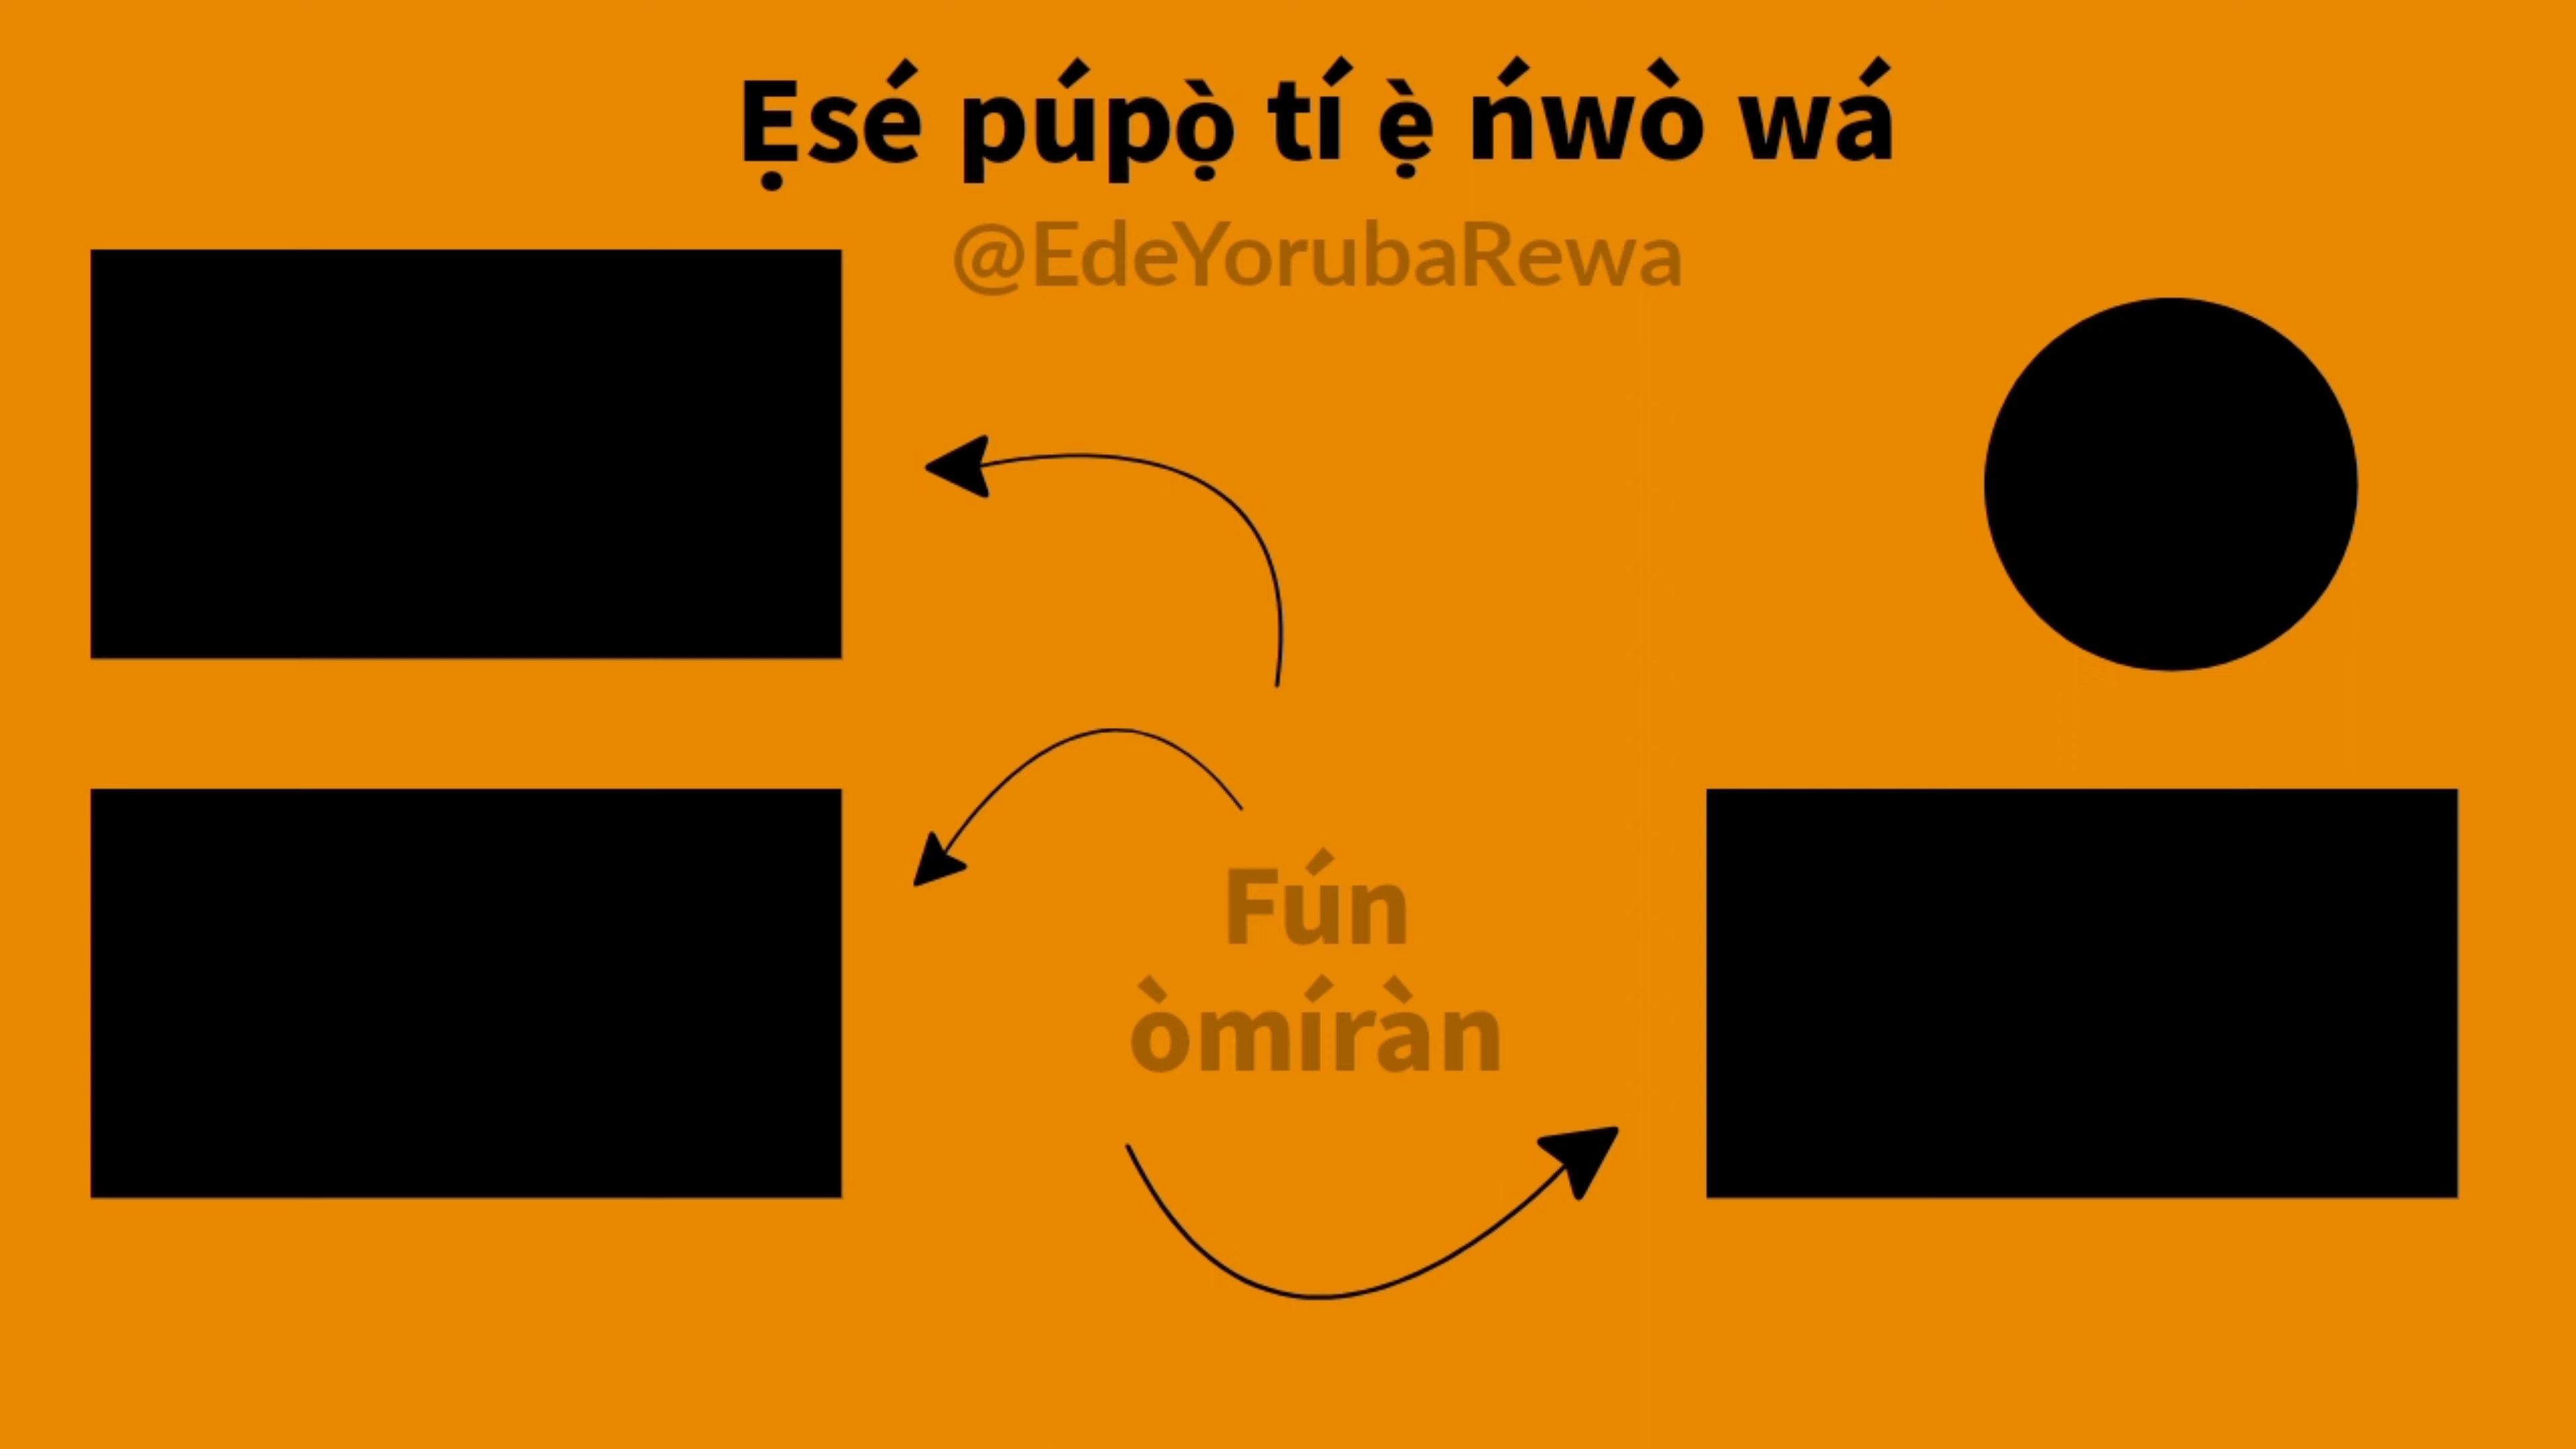 Ẹsé púpọ̀ tí ẹ̀ ńwò wá
@EdeYorubaRewa
Fún
òmíràn